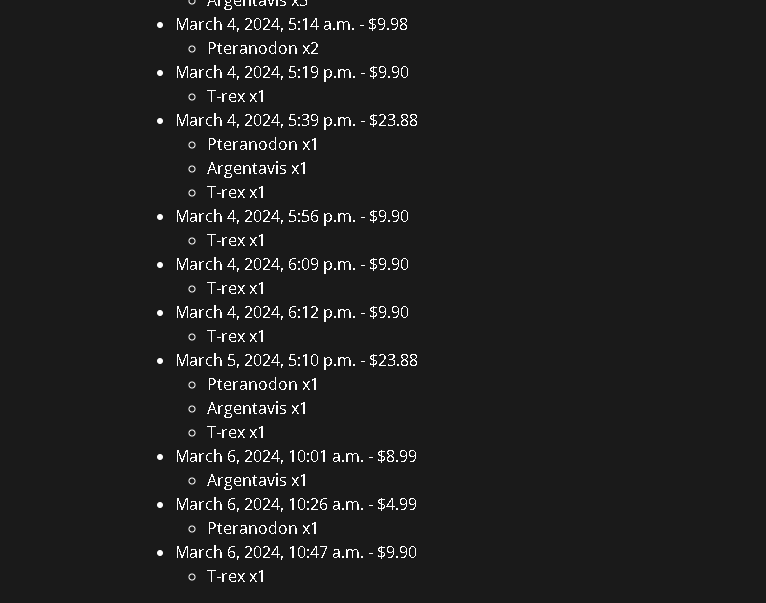 Argentavis
March 4, 2024, 5:14 a.m. - $9.98
Pteranodon x2
March 4, 2024, 5:19 p.m. - $9.90
T-rex x1
March 4, 2024, 5:39 p.m. - $23.88
Pteranodon x1
Argentavis x1
T-rex x1
March 4, 2024, 5:56 p.m. - $9.90
T-rex x1
March 4, 2024, 6:09 p.m. - $9.90
T-rex x1
March 4, 2024, 6:12 p.m. - $9.90
T-rex x1
March 5, 2024, 5:10 p.m. - $23.88
Pteranodon x1
Argentavis x1
T-rex x1
March 6, 2024, 10:01 a.m. - $8.99
Argentavis x1
March 6, 2024, 10:26 a.m. - $4.99
Pteranodon x1
March 6, 2024, 10:47 a.m. - $9.90
T-rex x1